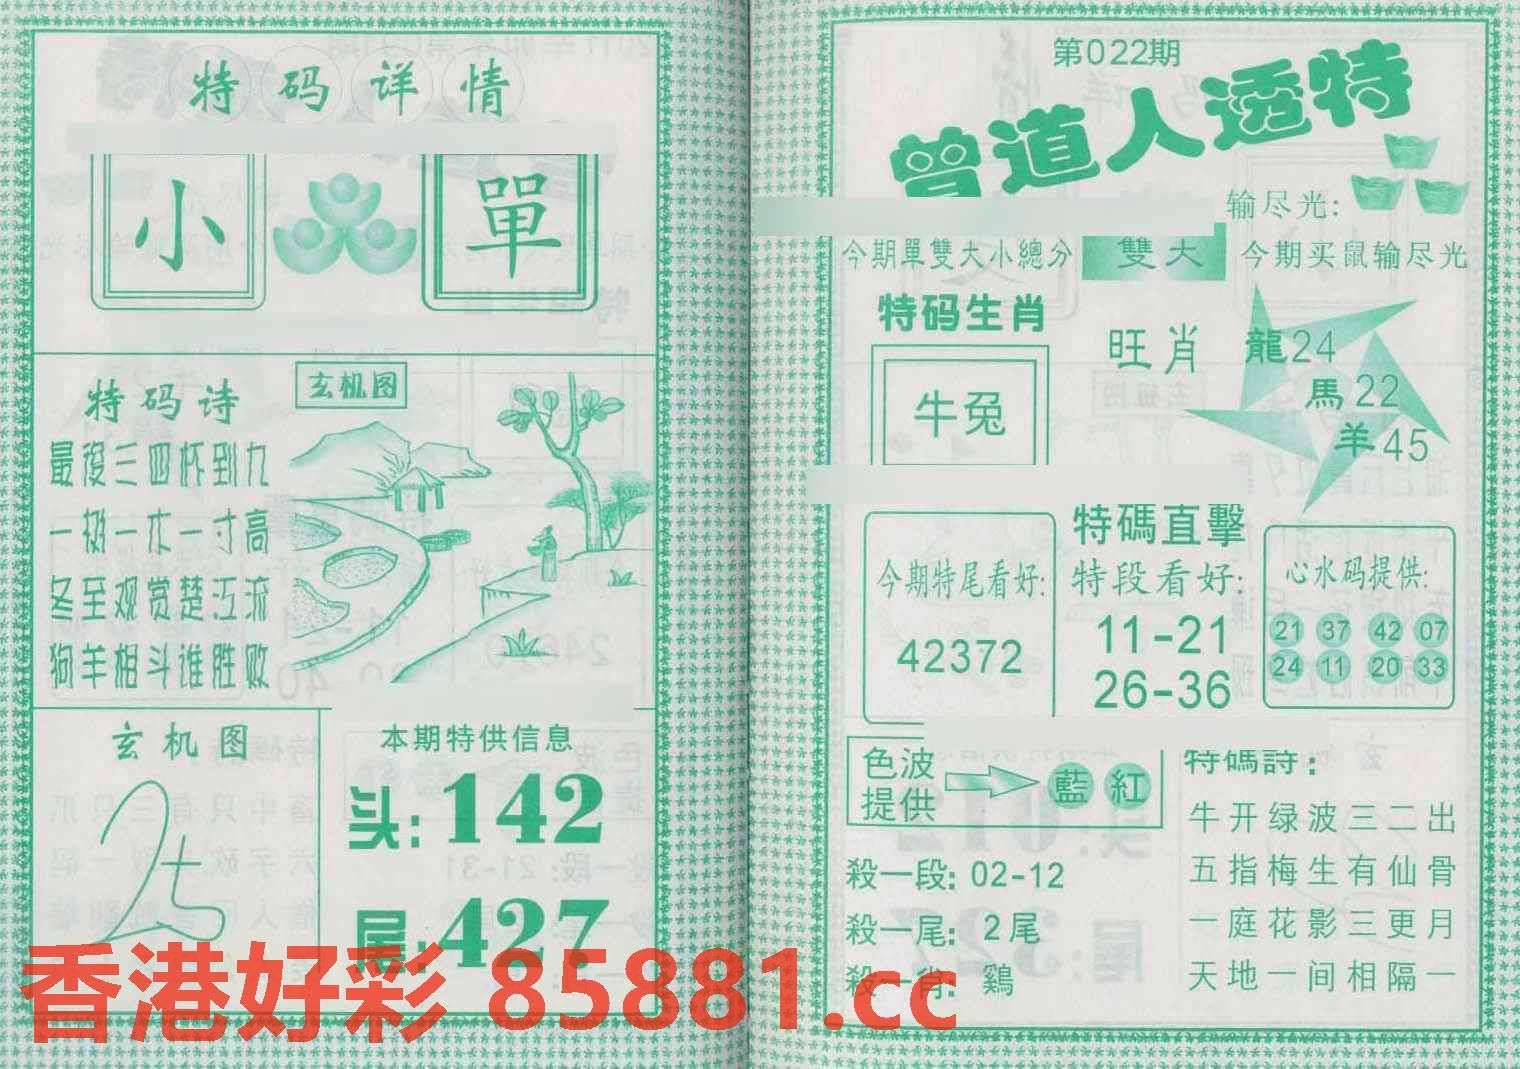 特码详情
小 單
特码诗
最後三四杯到九
一挑一木一寸高
冬至观赏楚江流
狗羊相斗谁胜败
玄机图
玄机图
本期特供信息
头:142
尾:427
第022期
曾道人透特
输尽光:
今期單雙大小總分 雙大 今期买鼠输尽光
特码生肖
牛兔
旺肖
龍24
馬22
羊45
今期特尾看好:
42372
特碼直擊
特段看好:
11-21
26-36
心水码提供:
21 37 42 07
24 11 20 33
色波提供 藍 紅
殺一段: 02-12
殺一尾: 2尾
殺一肖: 鷄
特碼詩:
牛开绿波三二出
五指梅生有仙骨
一庭花影三更月
天地一间相隔一
香港好彩 85881.cc